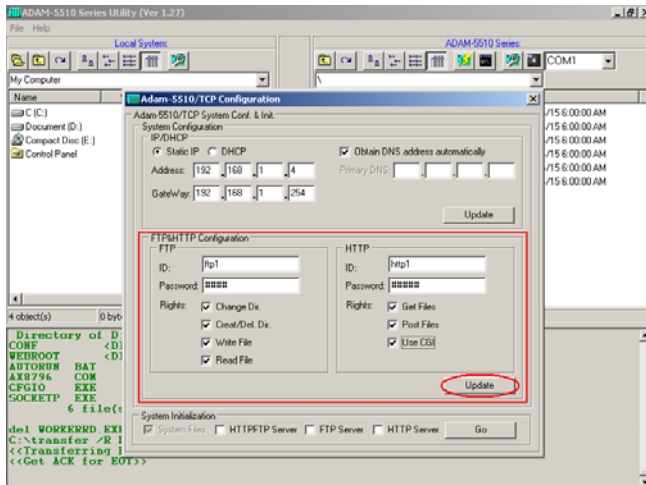 ADAM-5510 Series Utility (Ver 1.27)
File Help
Local System:
ADAM-5510 Series:
COM1
My Computer
\
Name
C (C:)
Document (D:)
Compact Disc (E:)
Control Panel
/15 6:00:00 AM
/15 6:00:00 AM
/15 6:00:00 AM
/15 6:00:00 AM
/15 6:00:00 AM
/15 6:00:00 AM
Adam-5510/TCP Configuration
Adam-5510/TCP System Conf. & Init.
System Configuration
IP/DHCP
Static IP DHCP
Obtain DNS address automatically
Address: 192 .168 .1 .4
Primary DNS: . . .
GateWay: 192 .168 .1 .254
Update
FTP&HTTP Configuration
FTP
ID: ftp1
Password: ####
Rights: Change Dir.
Creat/Del. Dir.
Write File
Read File
HTTP
ID: http1
Password: #####
Rights: Get Files
Post Files
Use CGI
Update
System Initialization
System Files HTTPFTP Server FTP Server HTTP Server Go
4 object(s) 0 byt
Directory of D:
CONF <D
WEBROOT <D
AUTORUN BAT
AX8796 COM
CFGIO EXE
SOCKETP EXE
6 file(s
del WORKERRD.EX
C:\transfer /R
<<Transferring
<<Get ACK for EOT>>